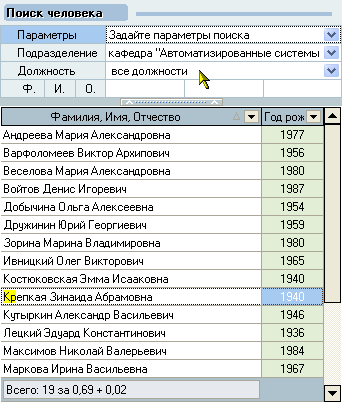 Поиск человека
Параметры Задайте параметры поиска
Подразделение кафедра "Автоматизированные системы
Должность все должности
Ф. И. О.
Фамилия, Имя, Отчество Год рож
Андреева Мария Александровна 1977
Варфоломеев Виктор Архипович 1956
Веселова Мария Александровна 1980
Войтов Денис Игоревич 1987
Добычина Ольга Алексеевна 1954
Дружинин Юрий Георгиевич 1959
Зорина Марина Владимировна 1980
Ивницкий Олег Викторович 1965
Костюковская Эмма Исааковна 1940
Крепкая Зинаида Абрамовна 1940
Кутыркин Александр Васильевич 1946
Лецкий Эдуард Константинович 1936
Максимов Николай Валерьевич 1984
Маркова Ирина Васильевна 1967
Всего: 19 за 0,69 + 0,02